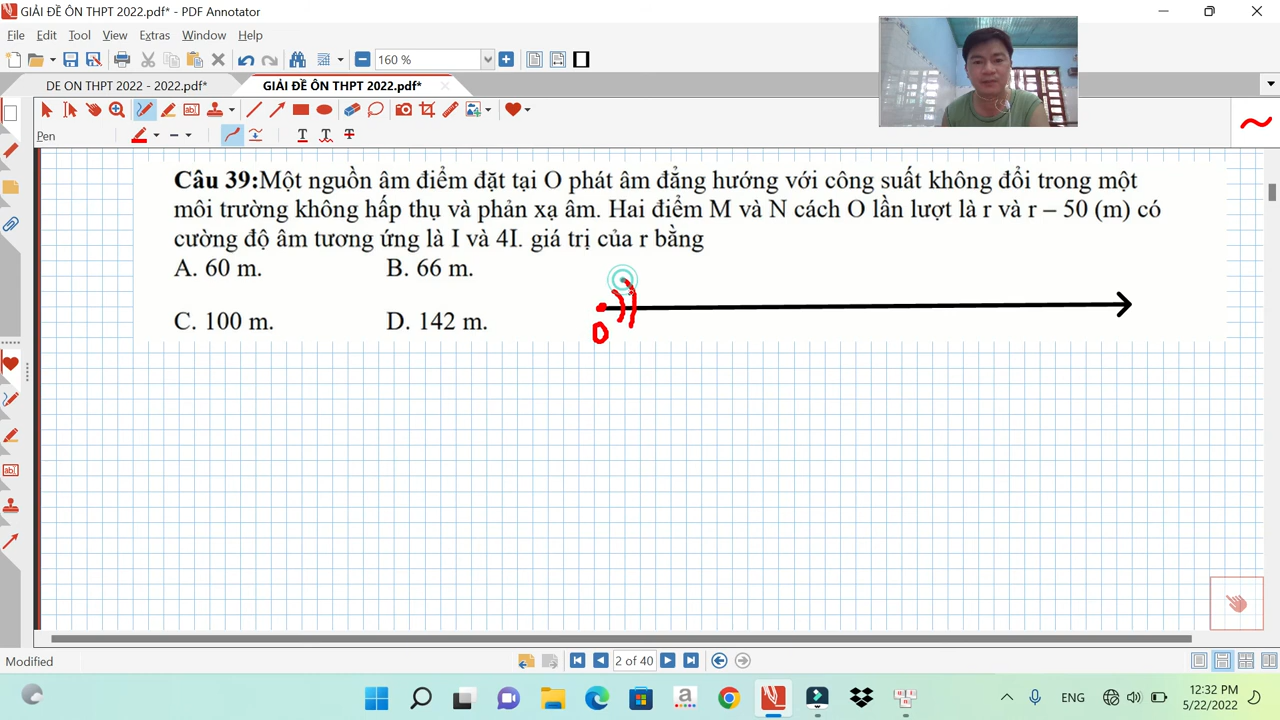 GIẢI ĐỀ ÔN THPT 2022.pdf* - PDF Annotator
File Edit Tool View Extras Window Help
160 %
DE ON THPT 2022 - 2022.pdf* GIẢI ĐỀ ÔN THPT 2022.pdf*
Pen
Câu 39:Một nguồn âm điểm đặt tại O phát âm đẳng hướng với công suất không đổi trong một
môi trường không hấp thụ và phản xạ âm. Hai điểm M và N cách O lần lượt là r và r – 50 (m) có
cường độ âm tương ứng là I và 4I. giá trị của r bằng
A. 60 m. B. 66 m.
C. 100 m. D. 142 m.
O
2 of 40
Modified
12:32 PM
ENG
5/22/2022